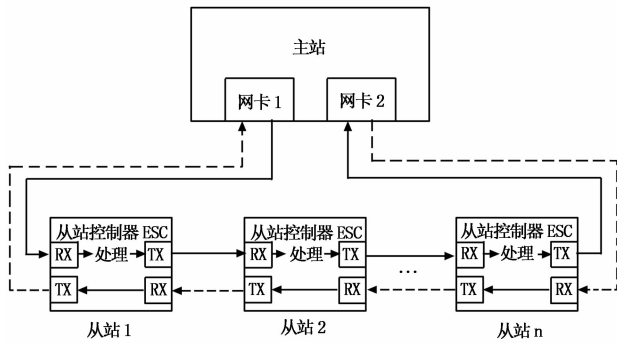 主站
网卡 1 网卡 2
从站控制器 ESC 从站控制器 ESC 从站控制器 ESC
RX 处理 TX RX 处理 TX RX 处理 TX
...
TX RX TX RX TX RX
从站 1 从站 2 从站 n